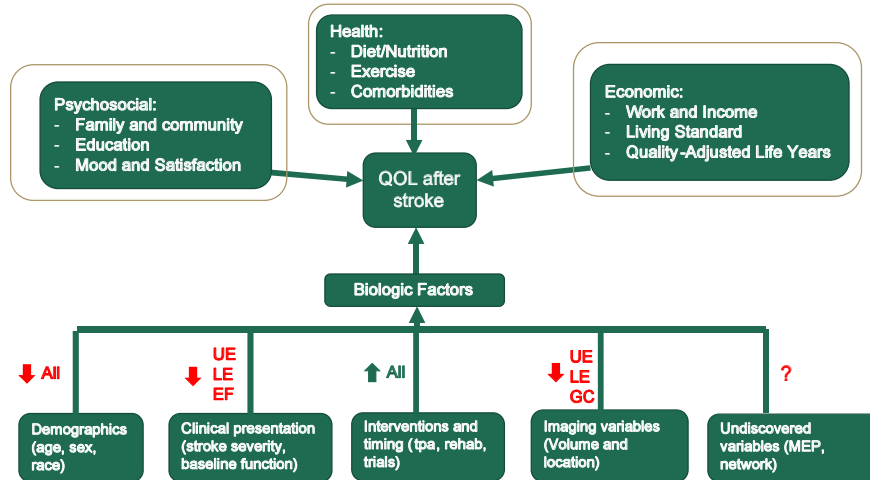 Health:
- Diet/Nutrition
- Exercise
- Comorbidities
Psychosocial:
- Family and community
- Education
- Mood and Satisfaction
Economic:
- Work and Income
- Living Standard
- Quality-Adjusted Life Years
QOL after
stroke
Biologic Factors
All
UE
LE
EF
All
UE
LE
GC
?
Demographics
(age, sex,
race)
Clinical presentation
(stroke severity,
baseline function)
Interventions and
timing (tpa, rehab,
trials)
Imaging variables
(Volume and
location)
Undiscovered
variables (MEP,
network)